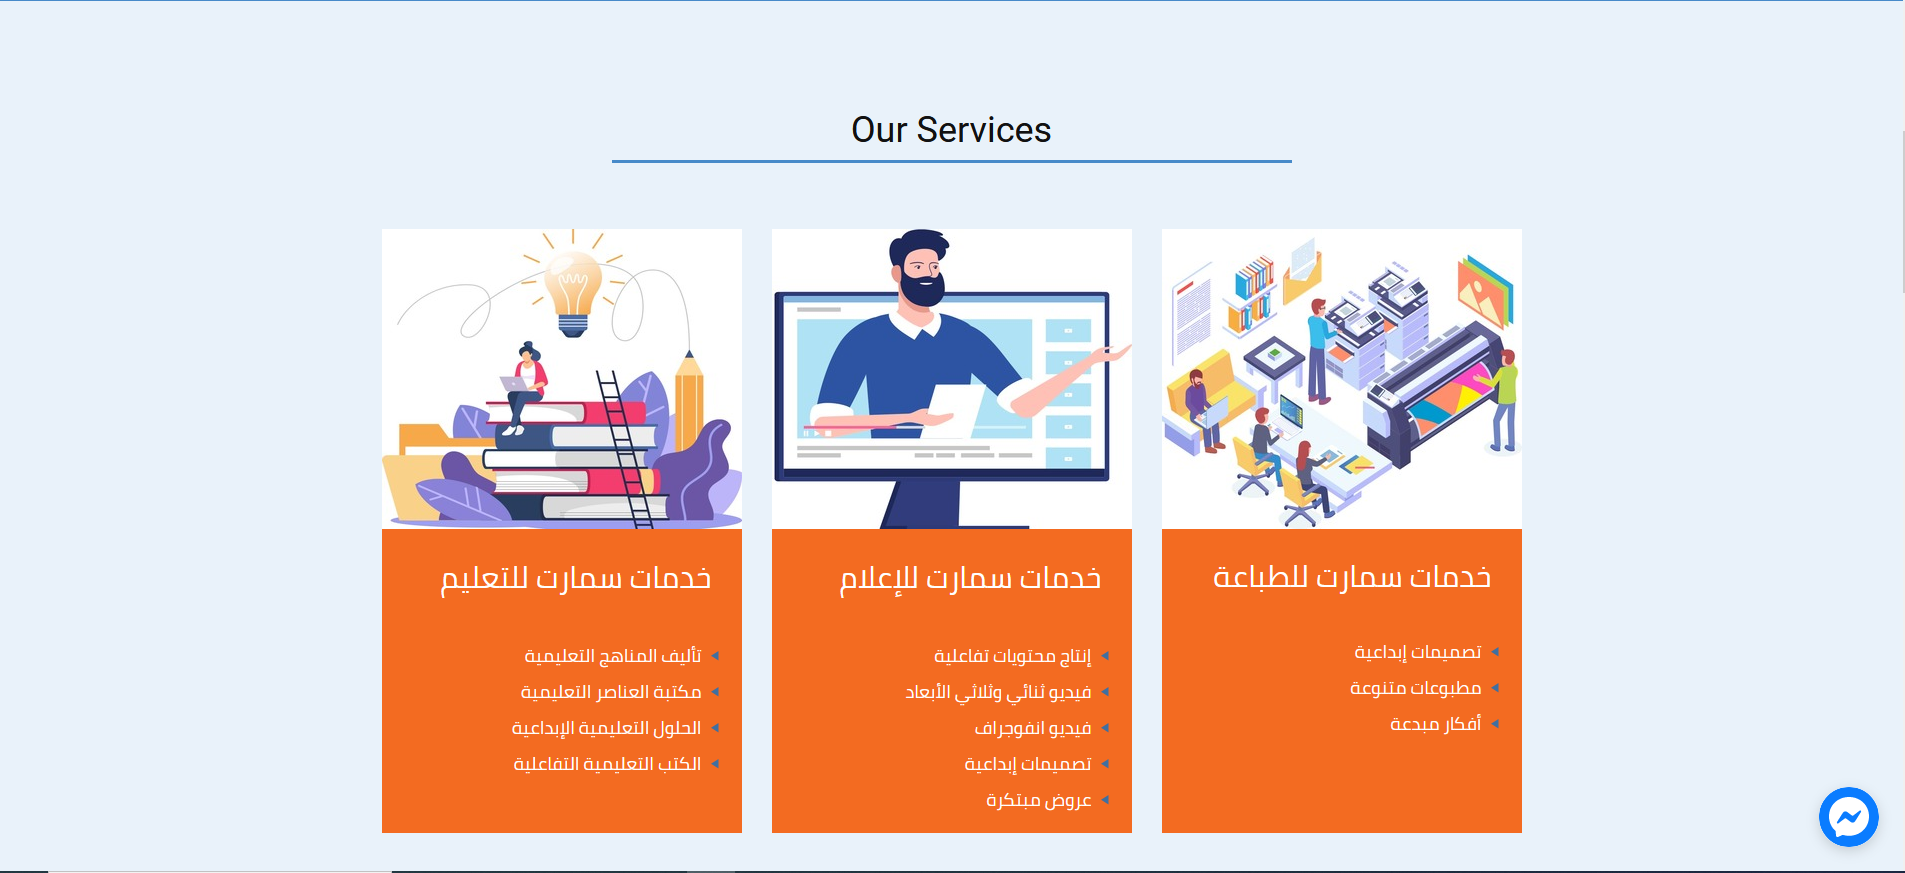 Our Services
خدمات سمارت للطباعة
تصميمات إبداعية
مطبوعات متنوعة
أفكار مبدعة
خدمات سمارت للإعلام
إنتاج محتويات تفاعلية
فيديو ثنائي وثلاثي الأبعاد
فيديو انفوجراف
تصميمات إبداعية
عروض مبتكرة
خدمات سمارت للتعليم
تأليف المناهج التعليمية
مكتبة العناصر التعليمية
الحلول التعليمية الإبداعية
الكتب التعليمية التفاعلية